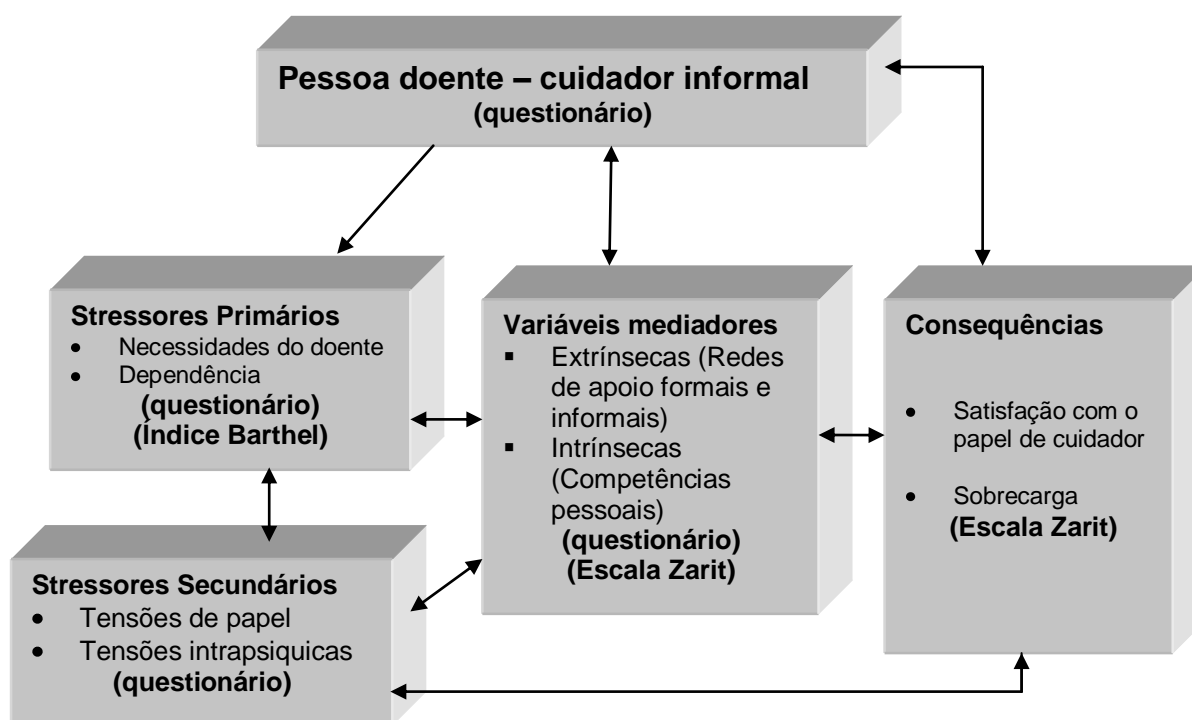 Pessoa doente – cuidador informal
(questionário)
Stressores Primários
• Necessidades do doente
• Dependência
(questionário)
(Índice Barthel)
Variáveis mediadores
▪ Extrínsecas (Redes
de apoio formais e
informais)
▪ Intrínsecas
(Competências
pessoais)
(questionário)
(Escala Zarit)
Consequências
• Satisfação com o
papel de cuidador
• Sobrecarga
(Escala Zarit)
Stressores Secundários
• Tensões de papel
• Tensões intrapsiquicas
(questionário)